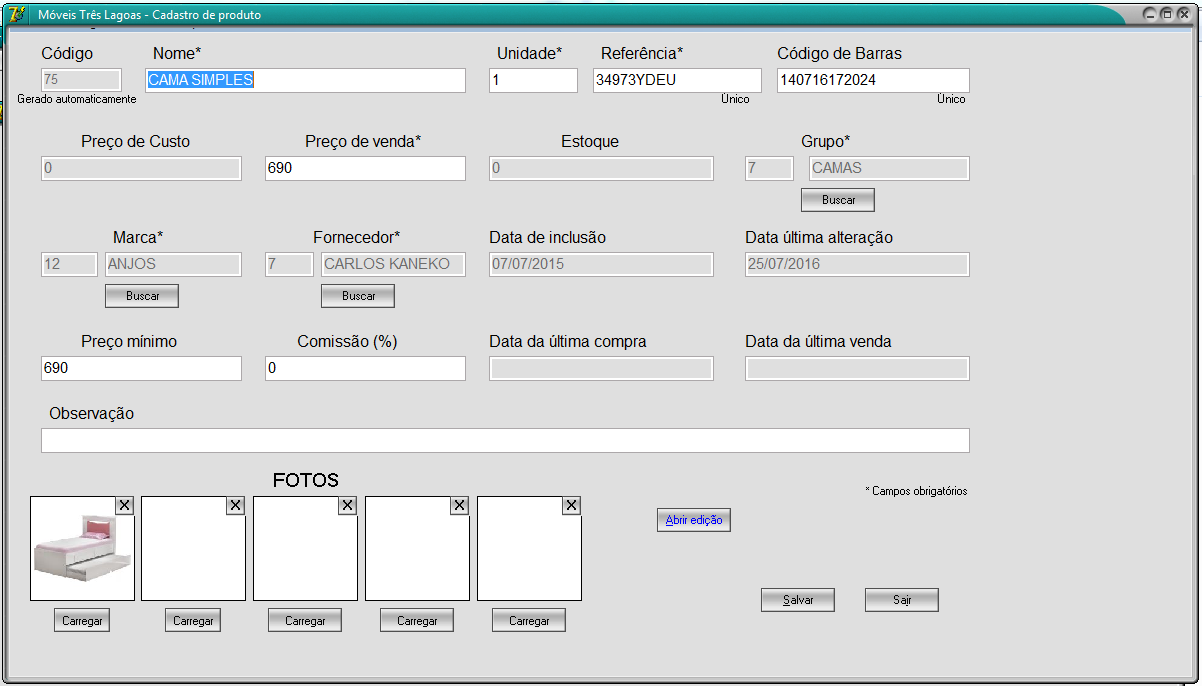 Móveis Três Lagoas - Cadastro de produto
Código Nome* Unidade* Referência* Código de Barras
75 CAMA SIMPLES 1 34973YDEU 140716172024
Gerado automaticamente Único Único
Preço de Custo Preço de venda* Estoque Grupo*
0 690 0 7 CAMAS
Buscar
Marca* Fornecedor* Data de inclusão Data última alteração
12 ANJOS 7 CARLOS KANEKO 07/07/2015 25/07/2016
Buscar Buscar
Preço mínimo Comissão (%) Data da última compra Data da última venda
690 0
Observação
FOTOS
* Campos obrigatórios
X X X X X
Abrir edição
Salvar Sair
Carregar Carregar Carregar Carregar Carregar